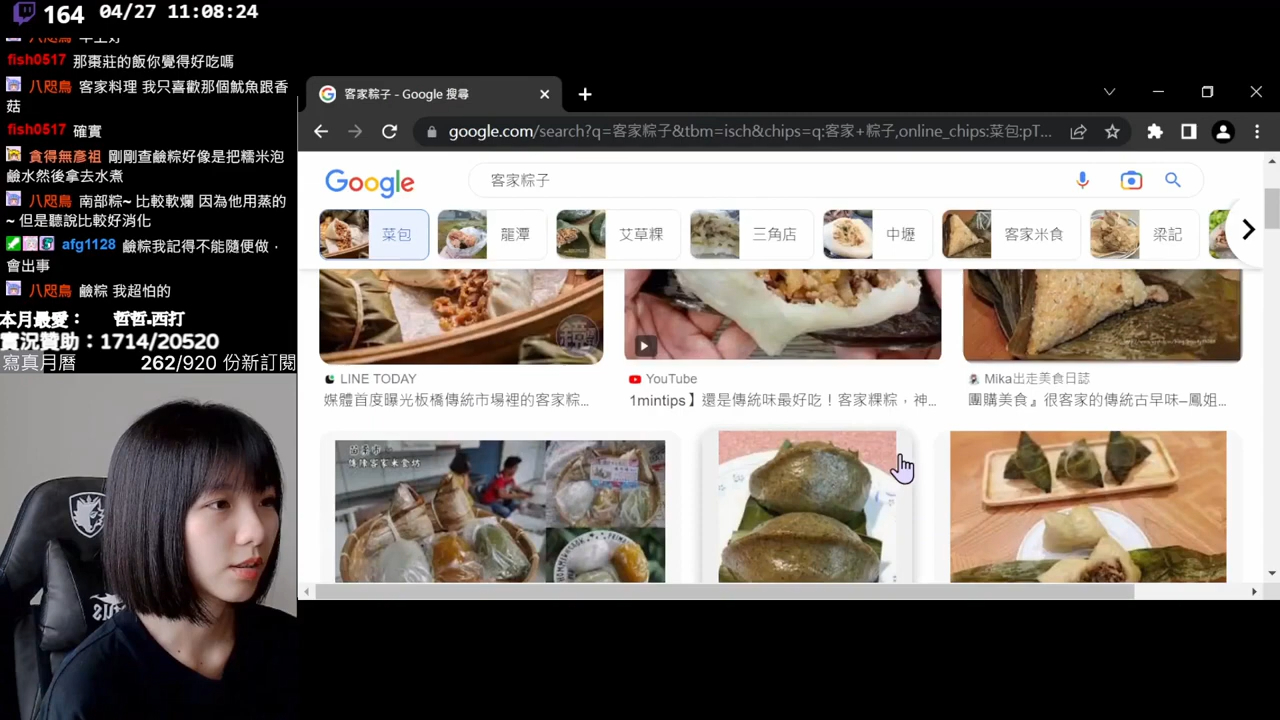 164 04/27 11:08:24
fish0517 那棗莊的飯你覺得好吃嗎
八咫鳥 客家料理 我只喜歡那個魷魚跟香
菇
fish0517 確實
貪得無彥祖 剛剛查鹼粽好像是把糯米泡
鹼水然後拿去水煮
八咫鳥 南部粽~ 比較軟爛 因為他用蒸的
~ 但是聽說比較好消化
afg1128 鹼粽我記得不能隨便做，
會出事
八咫鳥 鹼粽 我超怕的
本月最愛： 哲哲.西打
實況贊助：1714/20520
寫真月曆 262/920 份新訂閱
客家粽子 - Google 搜尋
google.com/search?q=客家粽子&tbm=isch&chips=q:客家+粽子,online_chips:菜包:pT...
Google
客家粽子
菜包
龍潭
艾草粿
三角店
中壢
客家米食
梁記
LINE TODAY
媒體首度曝光板橋傳統市場裡的客家粽...
YouTube
1mintips】還是傳統味最好吃！客家粿粽，神...
Mika出走美食日誌
團購美食』很客家的傳統古早味—鳳姐...